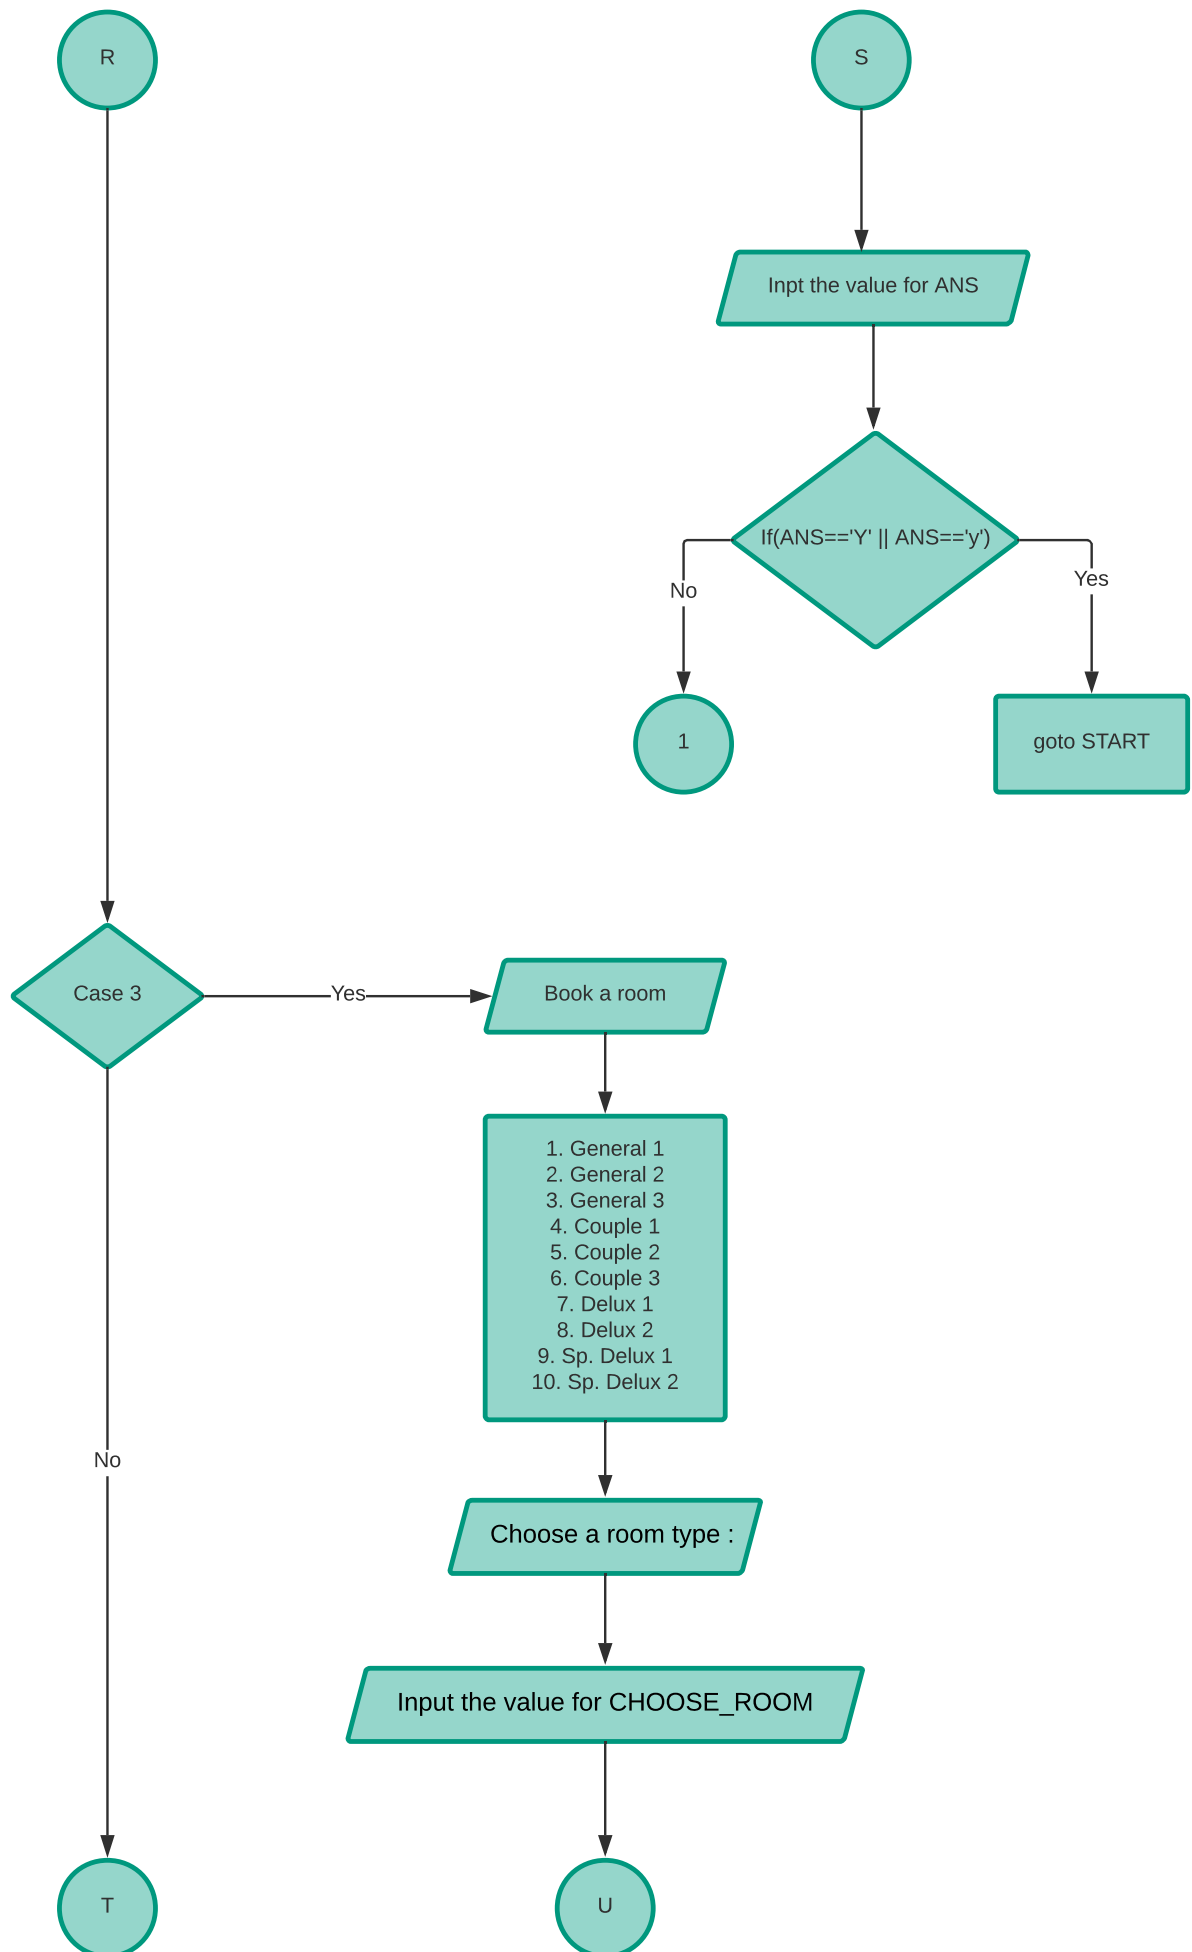 R
S
Inpt the value for ANS
If(ANS=='Y' || ANS=='y')
No
Yes
1
goto START
Case 3
Yes
Book a room
1. General 1
2. General 2
3. General 3
4. Couple 1
5. Couple 2
6. Couple 3
7. Delux 1
8. Delux 2
9. Sp. Delux 1
10. Sp. Delux 2
No
Choose a room type :
Input the value for CHOOSE_ROOM
T
U